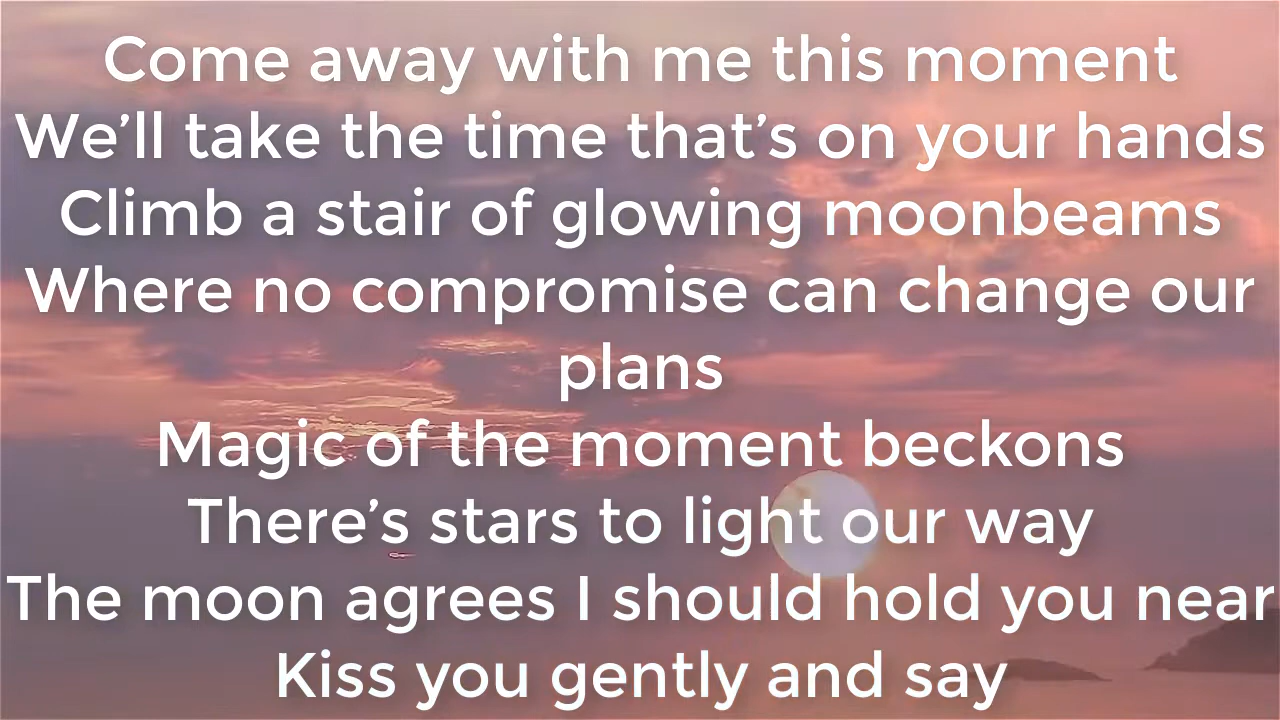 Come away with me this moment
We’ll take the time that’s on your hands
Climb a stair of glowing moonbeams
Where no compromise can change our
plans
Magic of the moment beckons
There’s stars to light our way
The moon agrees I should hold you near
Kiss you gently and say